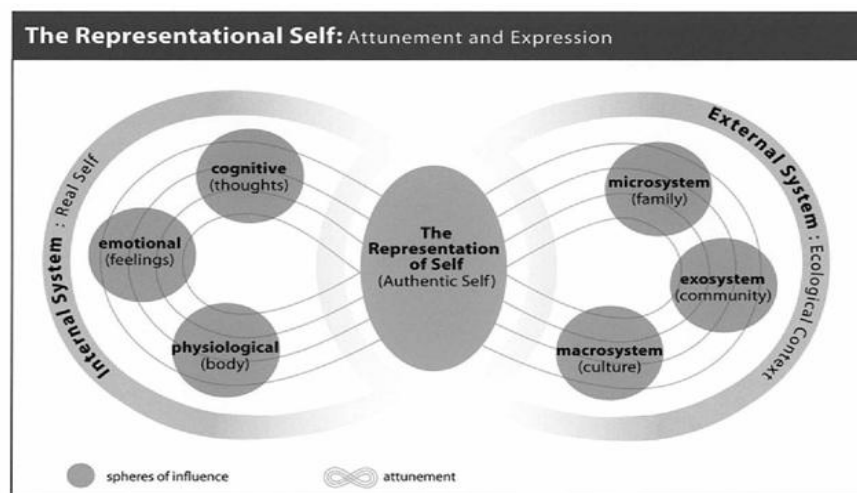 The Representational Self: Attunement and Expression
Internal System : Real Self
cognitive
(thoughts)
emotional
(feelings)
physiological
(body)
The
Representation
of Self
(Authentic Self)
External System : Ecological Context
microsystem
(family)
exosystem
(community)
macrosystem
(culture)
spheres of influence
attunement